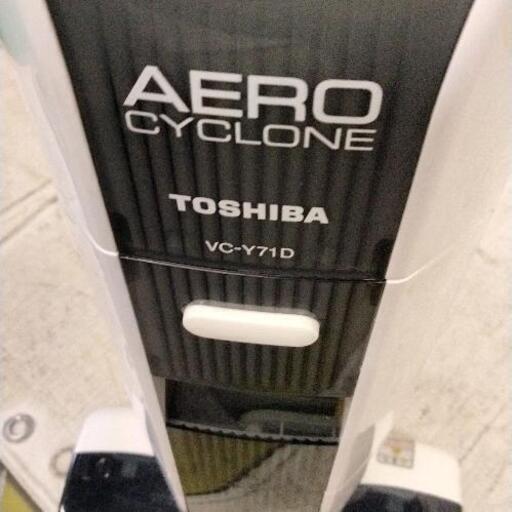 AERO
CYCLONE
TOSHIBA
VC-Y71D